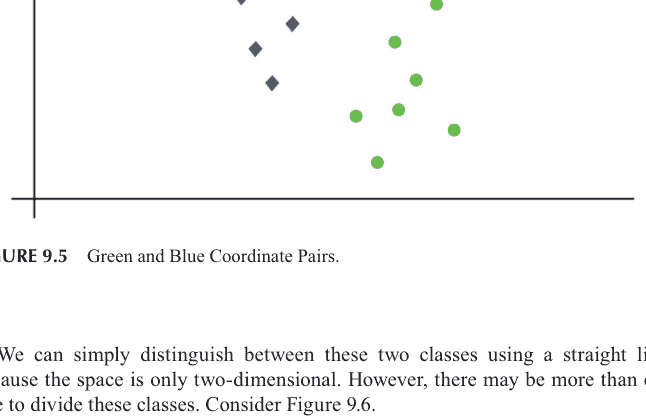 URE 9.5 Green and Blue Coordinate Pairs.
We can simply distinguish between these two classes using a straight li
ause the space is only two-dimensional. However, there may be more than
e to divide these classes. Consider Figure 9.6.